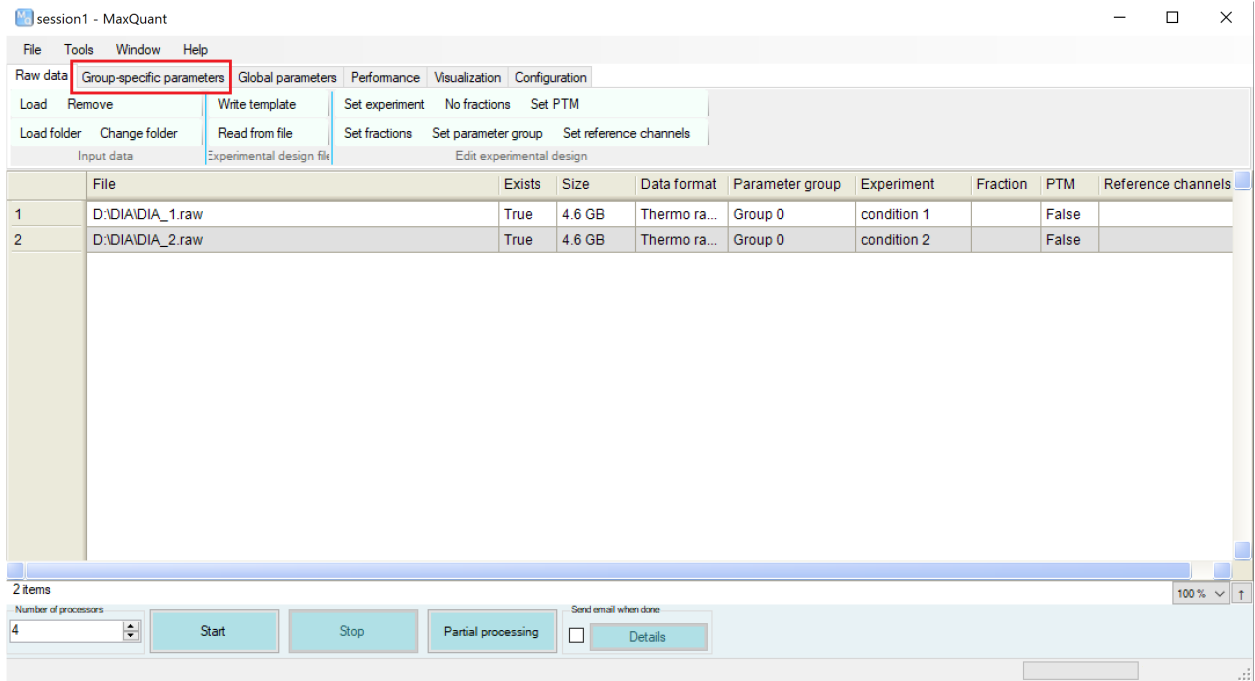 session1 - MaxQuant
File Tools Window Help
Raw data Group-specific parameters Global parameters Performance Visualization Configuration
Load Remove Write template Set experiment No fractions Set PTM
Load folder Change folder Read from file Set fractions Set parameter group Set reference channels
Input data Experimental design file Edit experimental design
File Exists Size Data format Parameter group Experiment Fraction PTM Reference channels
1 D:\DIA\DIA_1.raw True 4.6 GB Thermo ra... Group 0 condition 1 False
2 D:\DIA\DIA_2.raw True 4.6 GB Thermo ra... Group 0 condition 2 False
2 items
100 %
Number of processors Send email when done
4 Start Stop Partial processing Details